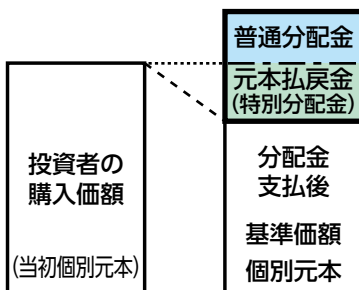 普通分配金
元本払戻金
(特別分配金)
投資者の
購入価額
(当初個別元本)
分配金
支払後
基準価額
個別元本